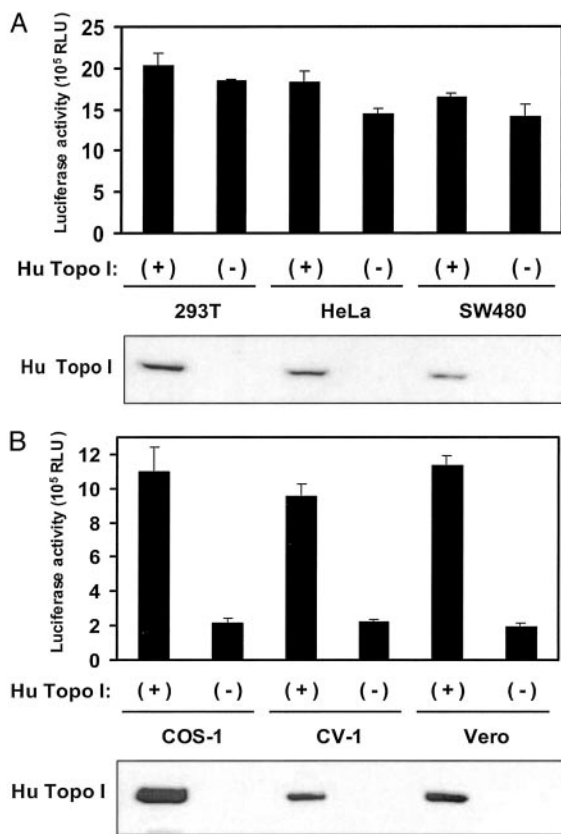 A
Luciferase activity (10⁵ RLU)
25
20
15
10
5
0
Hu Topo I: (+) (-) (+) (-) (+) (-)
293T HeLa SW480
Hu Topo I
B
Luciferase activity (10⁵ RLU)
12
10
8
6
4
2
0
Hu Topo I: (+) (-) (+) (-) (+) (-)
COS-1 CV-1 Vero
Hu Topo I